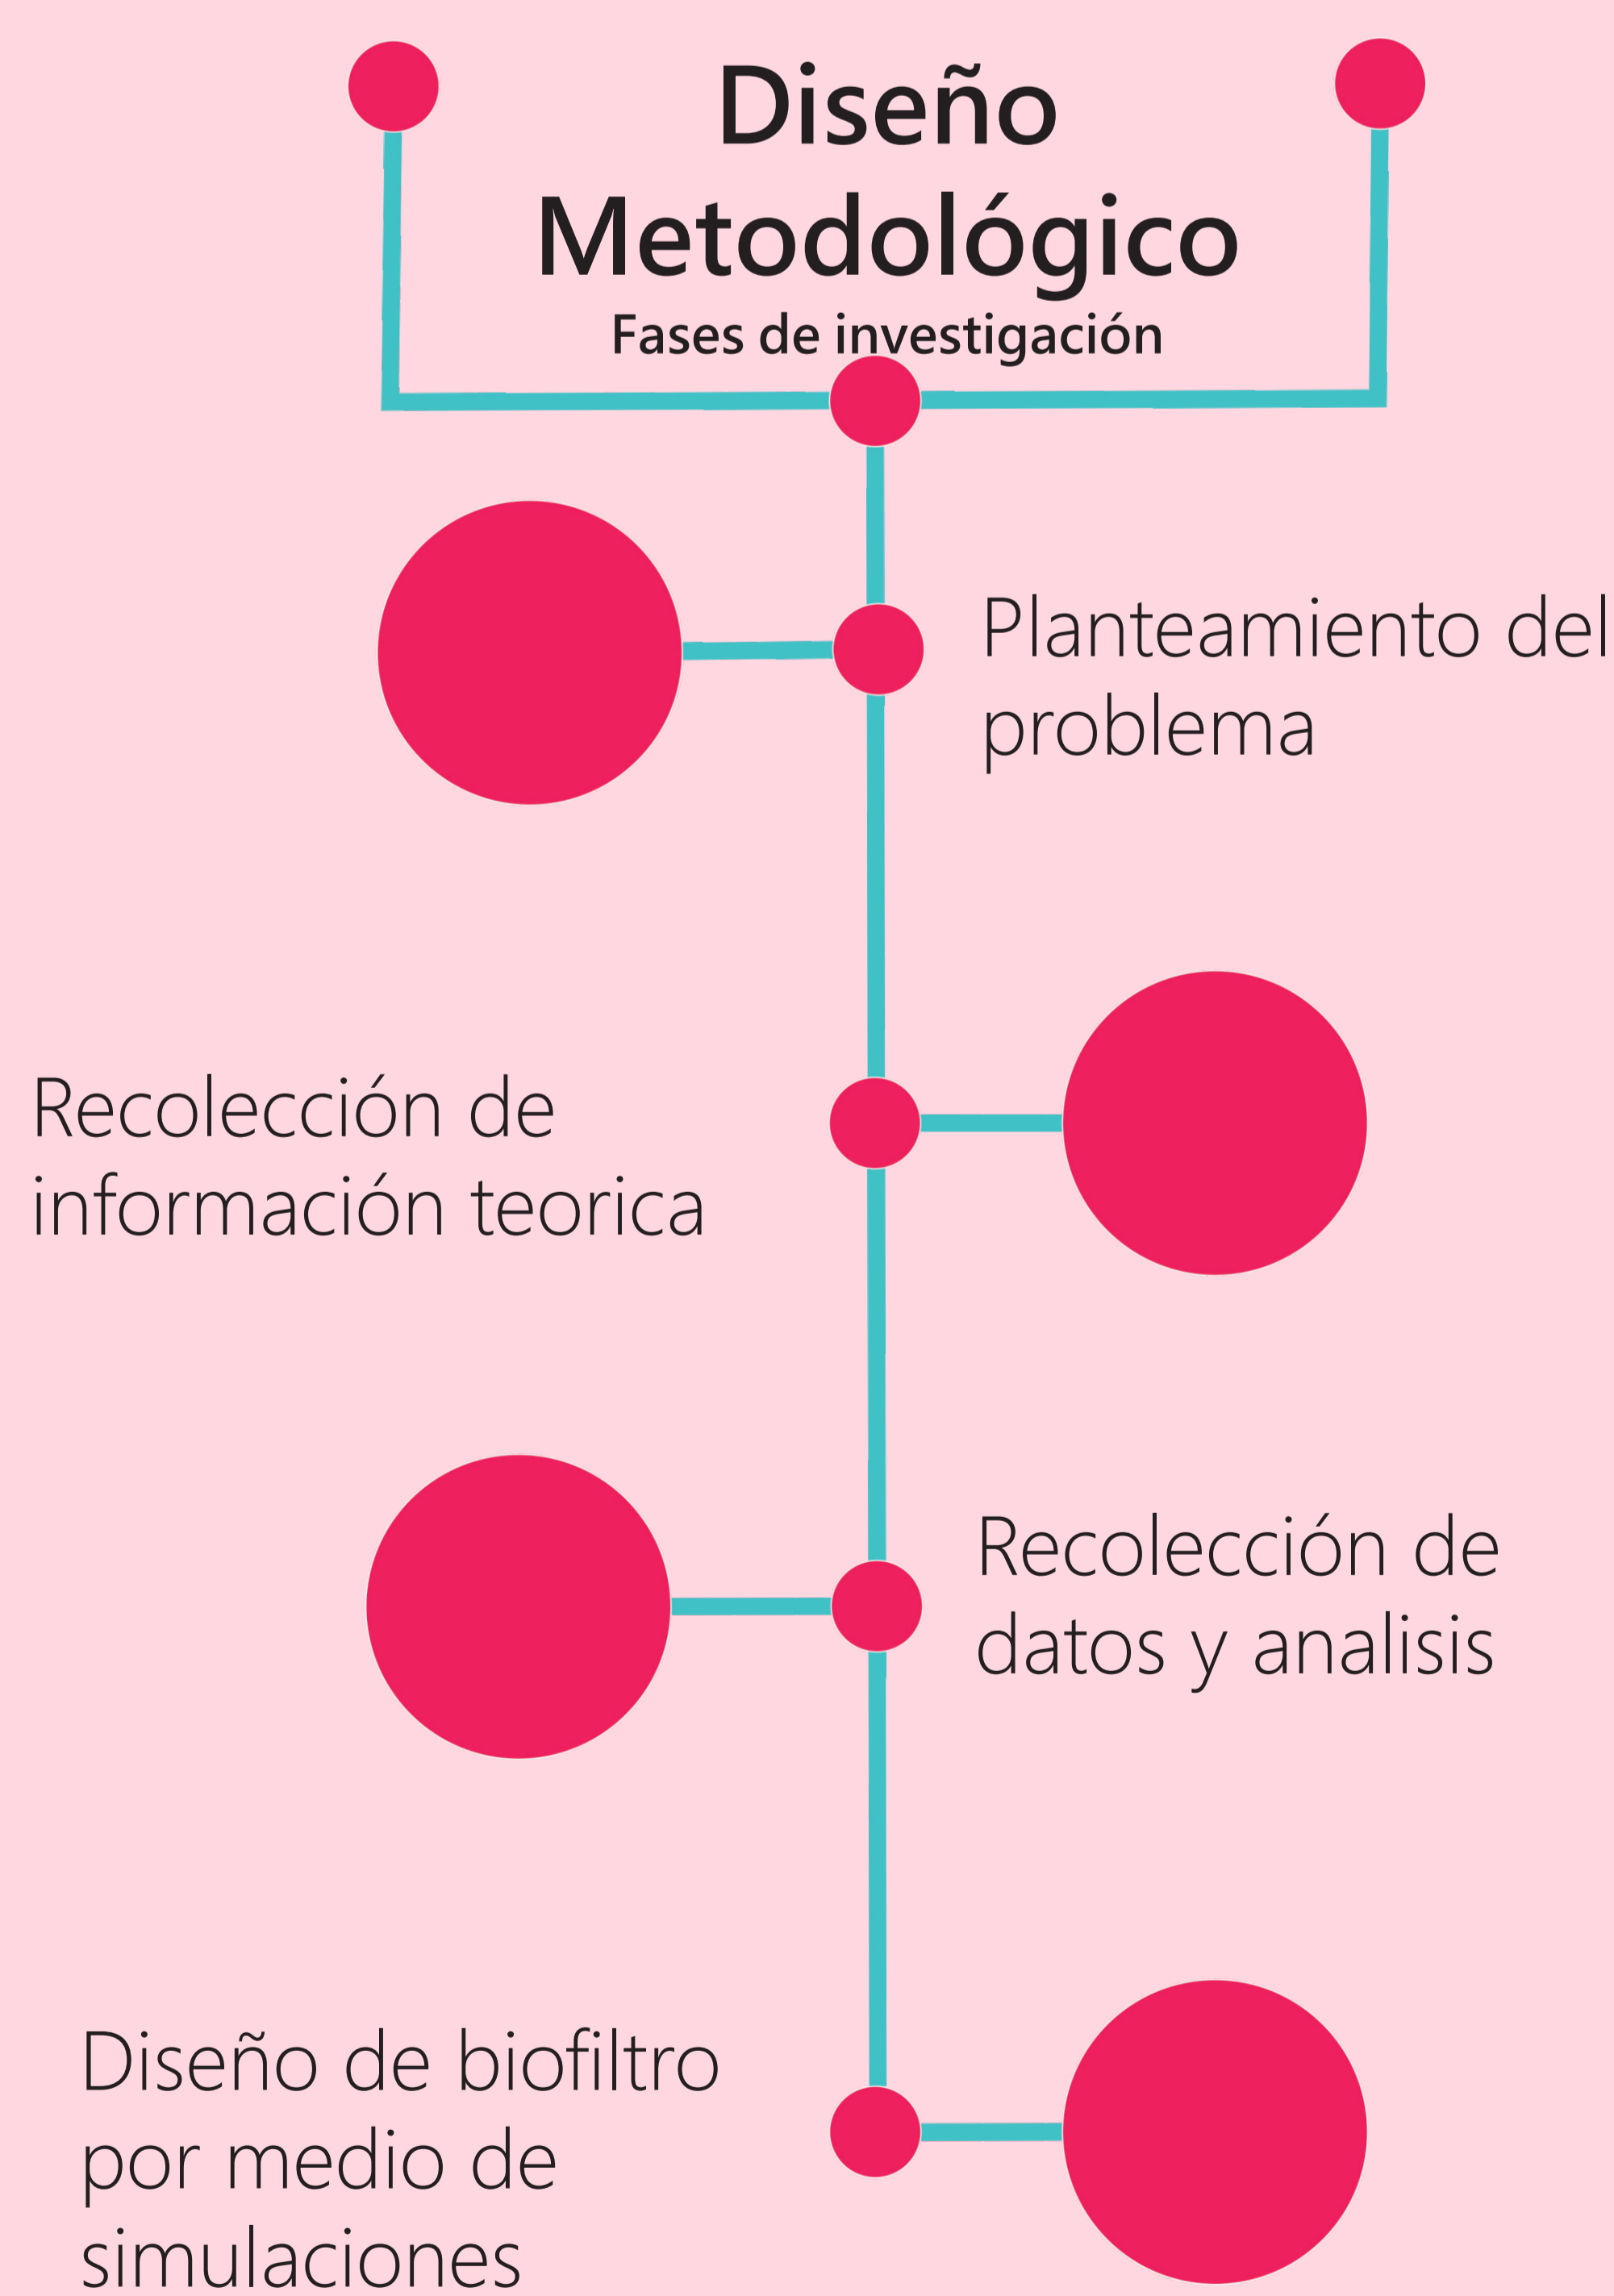 Diseño
Metodológico
Fases de investigación
Planteamiento del
problema
Recolección de
información teorica
Recolección de
datos y analisis
Diseño de biofiltro
por medio de
simulaciones